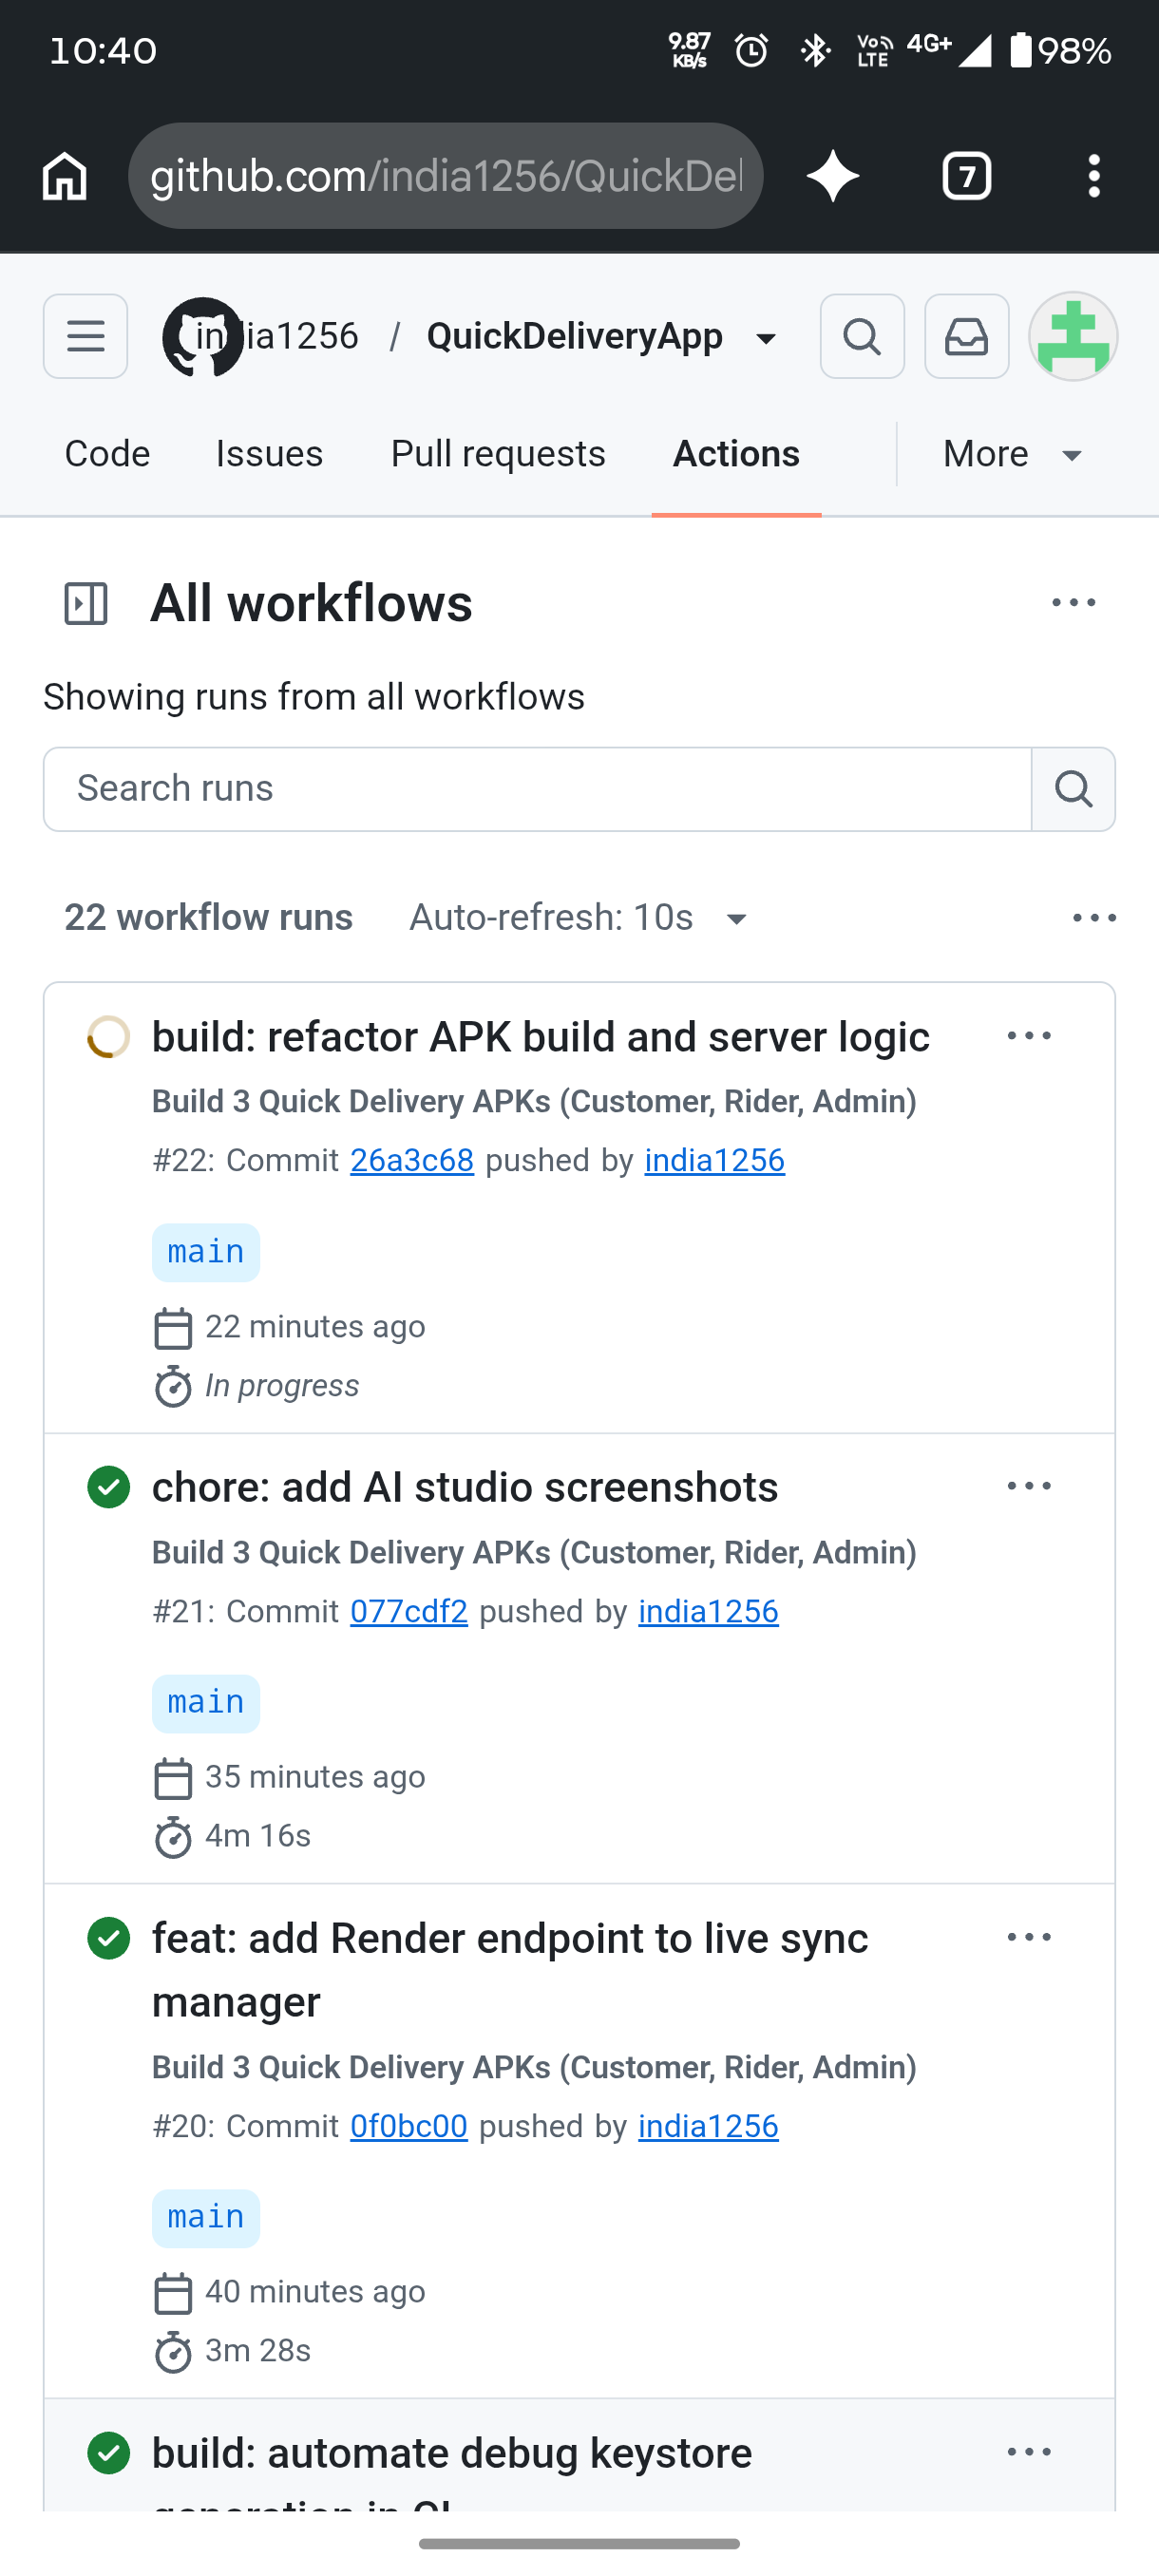 10:40
9.87 KB/s
Vo LTE
4G+
98%
github.com/india1256/QuickDel
7
india1256 / QuickDeliveryApp
Code Issues Pull requests Actions More
All workflows
Showing runs from all workflows
Search runs
22 workflow runs Auto-refresh: 10s
build: refactor APK build and server logic
Build 3 Quick Delivery APKs (Customer, Rider, Admin)
#22: Commit 26a3c68 pushed by india1256
main
22 minutes ago
In progress
chore: add AI studio screenshots
Build 3 Quick Delivery APKs (Customer, Rider, Admin)
#21: Commit 077cdf2 pushed by india1256
main
35 minutes ago
4m 16s
feat: add Render endpoint to live sync
manager
Build 3 Quick Delivery APKs (Customer, Rider, Admin)
#20: Commit 0f0bc00 pushed by india1256
main
40 minutes ago
3m 28s
build: automate debug keystore
generation in CI